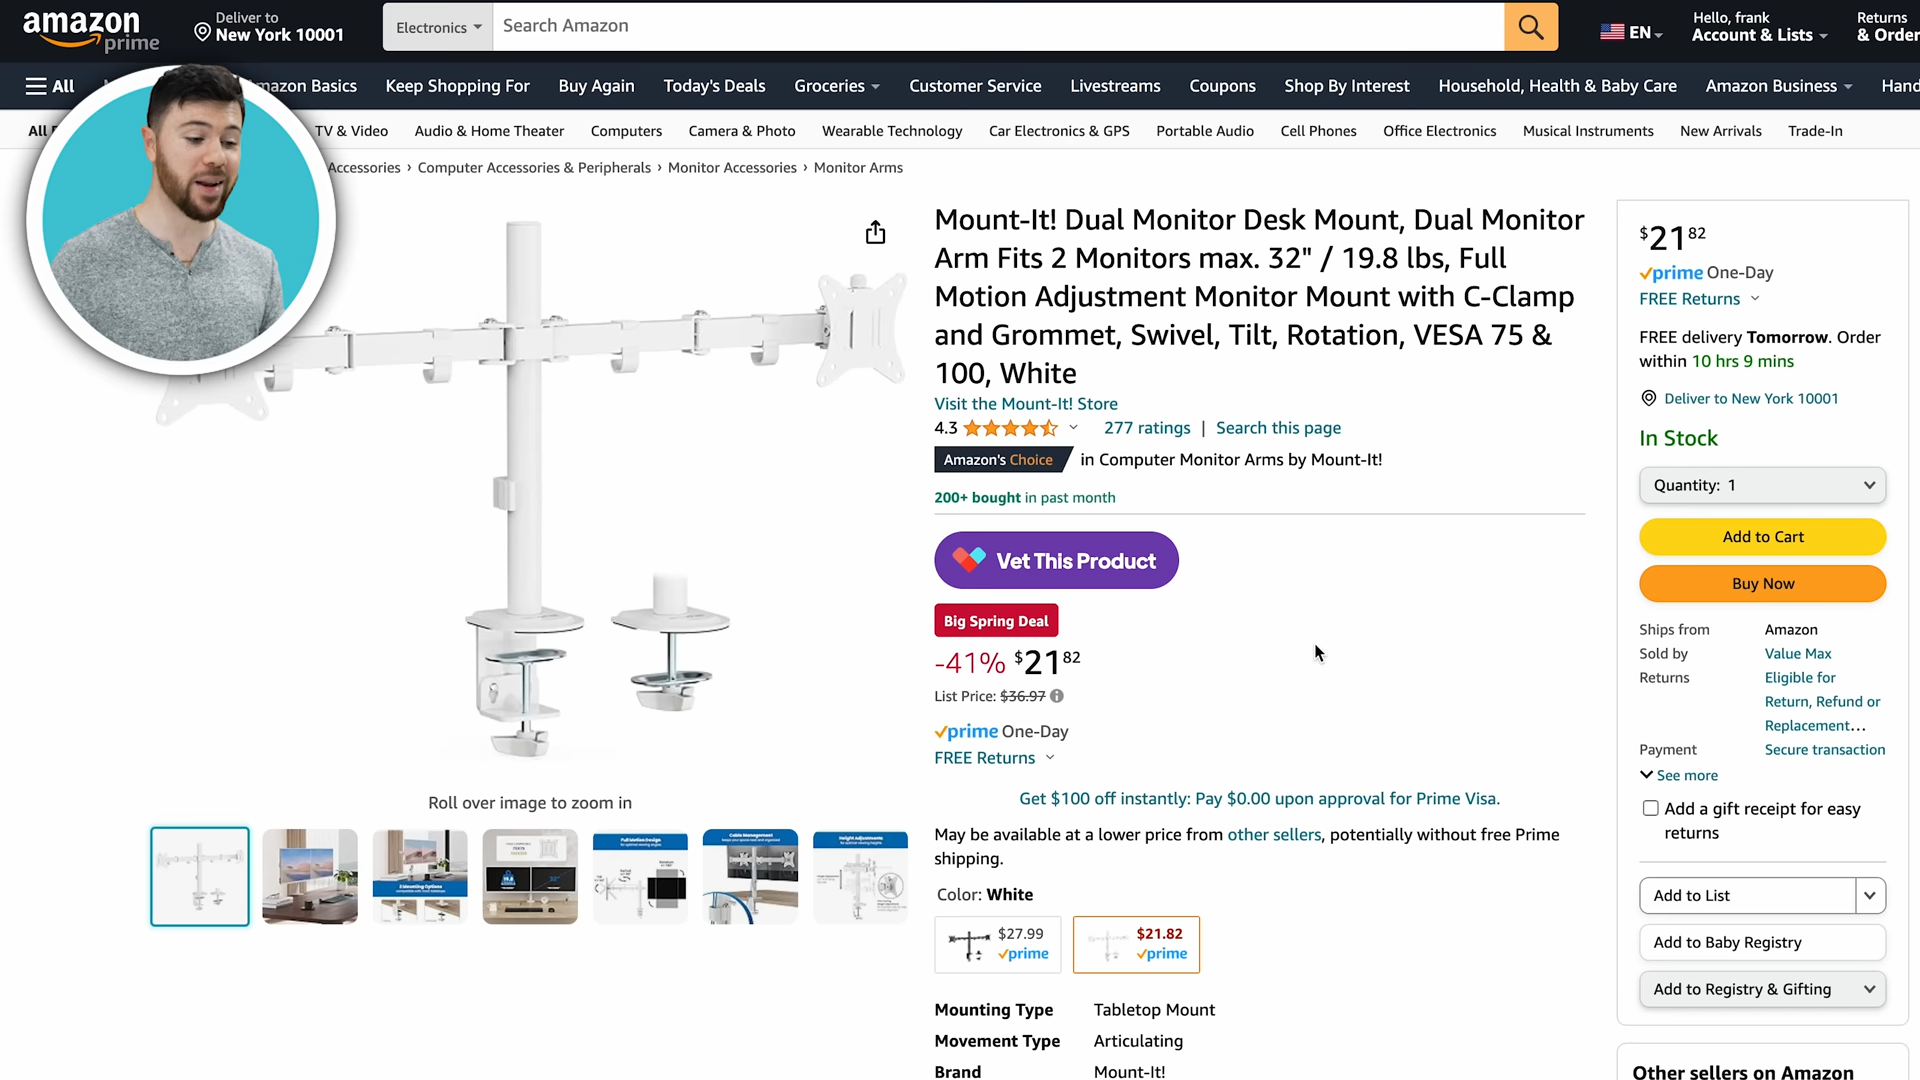 amazon
prime
Deliver to
New York 10001
Electronics
Search Amazon
EN
Hello, frank
Account & Lists
Returns
& Order
All
mazon Basics
Keep Shopping For
Buy Again
Today's Deals
Groceries
Customer Service
Livestreams
Coupons
Shop By Interest
Household, Health & Baby Care
Amazon Business
Hand
All
TV & Video
Audio & Home Theater
Computers
Camera & Photo
Wearable Technology
Car Electronics & GPS
Portable Audio
Cell Phones
Office Electronics
Musical Instruments
New Arrivals
Trade-In
Accessories › Computer Accessories & Peripherals › Monitor Accessories › Monitor Arms
Mount-It! Dual Monitor Desk Mount, Dual Monitor
Arm Fits 2 Monitors max. 32" / 19.8 lbs, Full
Motion Adjustment Monitor Mount with C-Clamp
and Grommet, Swivel, Tilt, Rotation, VESA 75 &
100, White
Visit the Mount-It! Store
4.3
277 ratings | Search this page
Amazon's Choice in Computer Monitor Arms by Mount-It!
200+ bought in past month
Vet This Product
Big Spring Deal
-41% $21 82
List Price: $36.97
prime One-Day
FREE Returns
Get $100 off instantly: Pay $0.00 upon approval for Prime Visa.
May be available at a lower price from other sellers, potentially without free Prime
shipping.
Color: White
$27.99
prime
$21.82
prime
Mounting Type Tabletop Mount
Movement Type Articulating
Brand Mount-It!
Roll over image to zoom in
2 Mounting Options
Full Motion Design
Cable Management
Height Adjustments
$21 82
prime One-Day
FREE Returns
FREE delivery Tomorrow. Order
within 10 hrs 9 mins
Deliver to New York 10001
In Stock
Quantity: 1
Add to Cart
Buy Now
Ships from Amazon
Sold by Value Max
Returns Eligible for
Return, Refund or
Replacement…
Payment Secure transaction
See more
Add a gift receipt for easy
returns
Add to List
Add to Baby Registry
Add to Registry & Gifting
Other sellers on Amazon